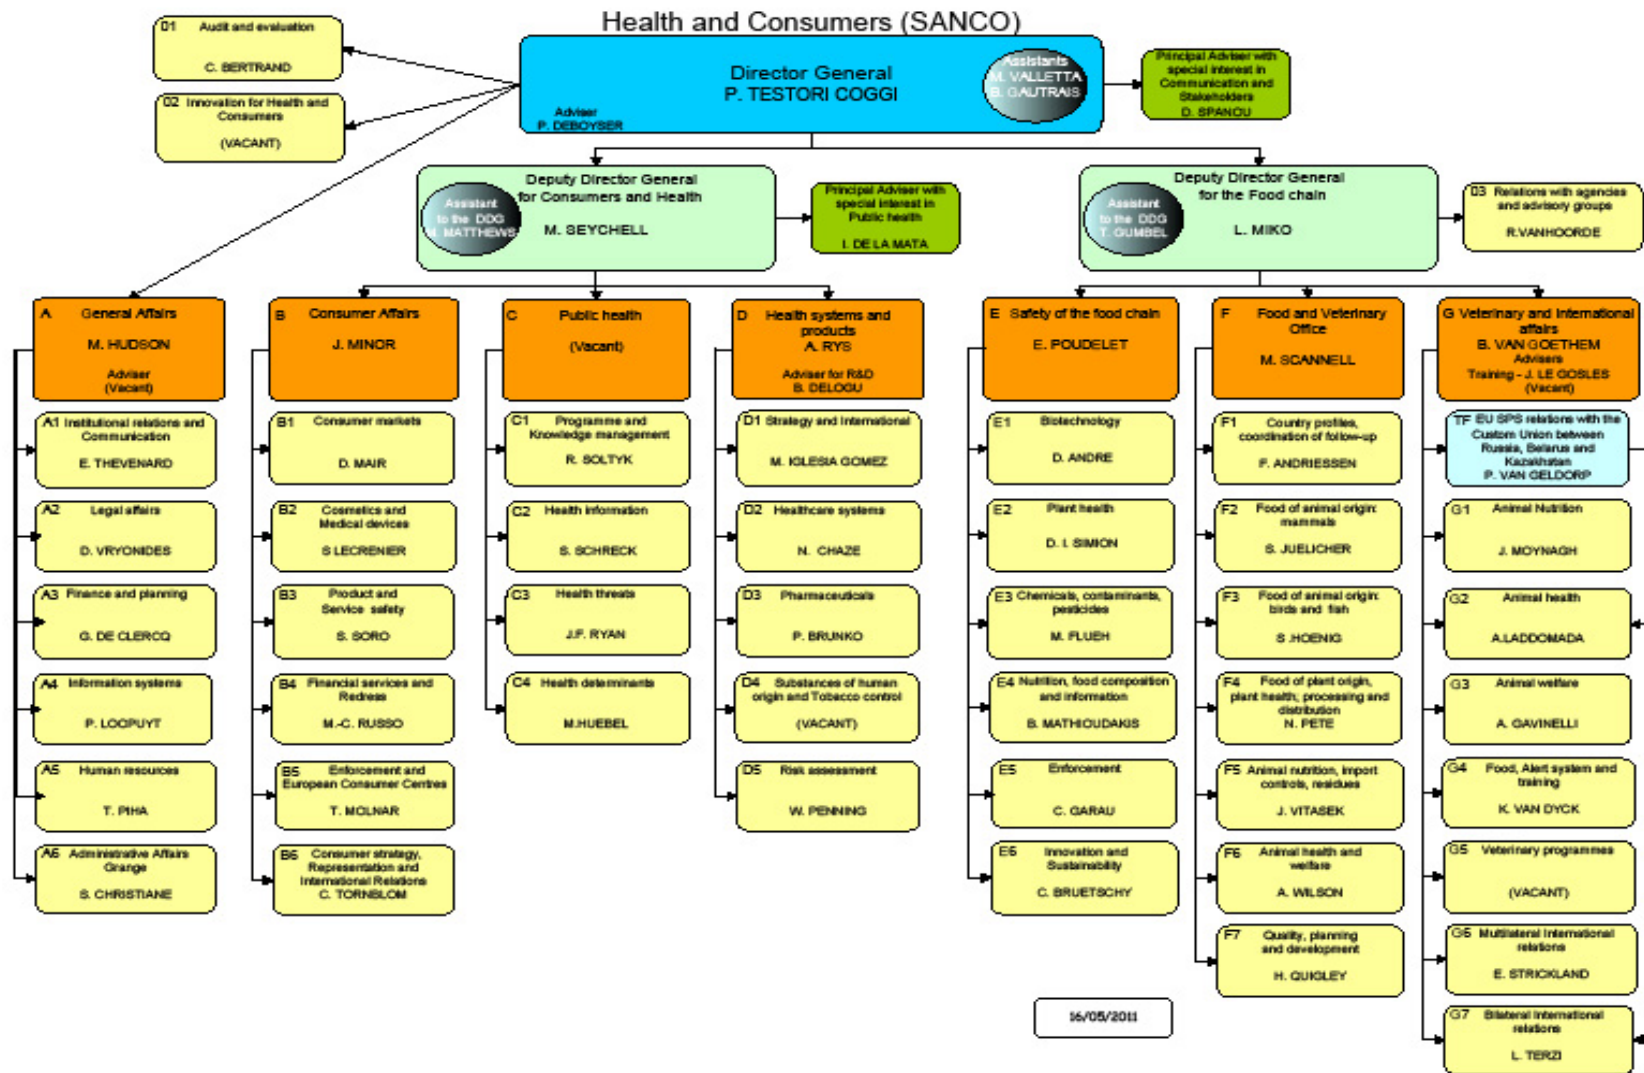 Health and Consumers (SANCO)
01 Audit and evaluation
C. BERTRAND
02 Innovation for Health and
Consumers
(VACANT)
Director General
P. TESTORI COGGI
Adviser
P. DEBOYSER
Assistants
M. VALLETTA
B. GAUTRAIS
Principal Adviser with
special interest in
Communication and
Stakeholders
D. SPANOU
Deputy Director General
for Consumers and Health
M. SEYCHELL
Assistant
to the DDG
M. MATTHEWS
Principal Adviser with
special interest in
Public health
I. DE LA MATA
Deputy Director General
for the Food chain
L. MIKO
Assistant
to the DDG
T. GUMBEL
03 Relations with agencies
and advisory groups
R.VANHOORDE
A General Affairs
M. HUDSON
Adviser
(Vacant)
A1 Institutional relations and
Communication
E. THEVENARD
A2 Legal affairs
D. VRYONIDES
A3 Finance and planning
G. DE CLERCQ
A4 Information systems
P. LOOPUYT
A5 Human resources
T. PIHA
A6 Administrative Affairs
Grange
S. CHRISTIANE
B Consumer Affairs
J. MINOR
B1 Consumer markets
D. MAIR
B2 Cosmetics and
Medical devices
S LECRENIER
B3 Product and
Service safety
S. SORO
B4 Financial services and
Redress
M.-C. RUSSO
B5 Enforcement and
European Consumer Centres
T. MOLNAR
B6 Consumer strategy,
Representation and
International Relations
C. TORNBLOM
C Public health
(Vacant)
C1 Programme and
Knowledge management
R. SOLTYK
C2 Health information
S. SCHRECK
C3 Health threats
J.F. RYAN
C4 Health determinants
M.HUEBEL
D Health systems and
products
A. RYS
Adviser for R&D
B. DELOGU
D1 Strategy and International
M. IGLESIA GOMEZ
D2 Healthcare systems
N. CHAZE
D3 Pharmaceuticals
P. BRUNKO
D4 Substances of human
origin and Tobacco control
(VACANT)
D5 Risk assessment
W. PENNING
E Safety of the food chain
E. POUDELET
E1 Biotechnology
D. ANDRE
E2 Plant health
D. I. SIMION
E3 Chemicals, contaminants,
pesticides
M. FLUEH
E4 Nutrition, food composition
and information
B. MATHIOUDAKIS
E5 Enforcement
C. GARAU
E6 Innovation and
Sustainability
C. BRUETSCHY
F Food and Veterinary
Office
M. SCANNELL
F1 Country profiles,
coordination of follow-up
F. ANDRIESSEN
F2 Food of animal origin:
mammals
S. JUELICHER
F3 Food of animal origin:
birds and fish
S .HOENIG
F4 Food of plant origin,
plant health; processing and
distribution
N. PETE
F5 Animal nutrition, import
controls, residues
J. VITASEK
F6 Animal health and
welfare
A. WILSON
F7 Quality, planning
and development
H. QUIGLEY
G Veterinary and International
affairs
B. VAN GOETHEM
Advisers
Training - J. LE GOSLES
(Vacant)
TF EU SPS relations with the
Custom Union between
Russia, Belarus and
Kazakhstan
P. VAN GELDORP
G1 Animal Nutrition
J. MOYNAGH
G2 Animal health
A.LADDOMADA
G3 Animal welfare
A. GAVINELLI
G4 Food, Alert system and
training
K. VAN DYCK
G5 Veterinary programmes
(VACANT)
G6 Multilateral International
relations
E. STRICKLAND
G7 Bilateral International
relations
L. TERZI
16/05/2011